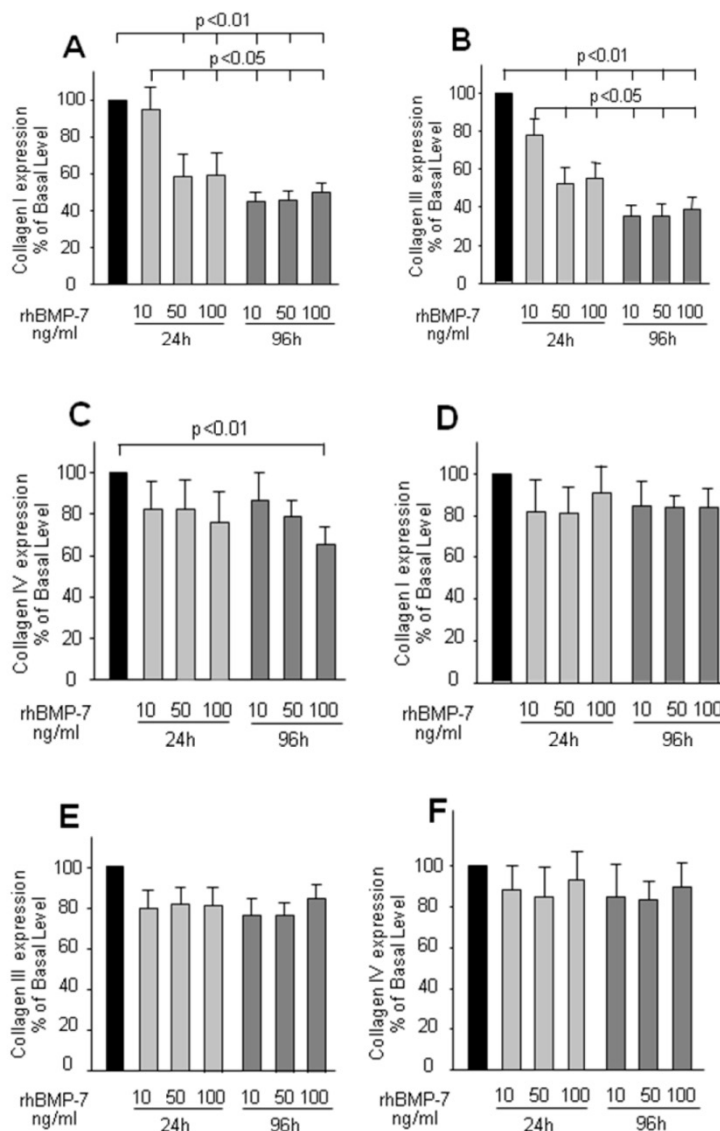 A
p<0.01
p<0.05
Collagen I expression
% of Basal Level
100
80
60
40
20
0
rhBMP-7
ng/ml
10 50 100 10 50 100
24h 96h
B
p<0.01
p<0.05
Collagen III expression
% of Basal Level
100
80
60
40
20
0
rhBMP-7
ng/ml
10 50 100 10 50 100
24h 96h
C
p<0.01
Collagen IV expression
% of Basal Level
100
80
60
40
20
0
rhBMP-7
ng/ml
10 50 100 10 50 100
24h 96h
D
Collagen I expression
% of Basal Level
100
80
60
40
20
0
rhBMP-7
ng/ml
10 50 100 10 50 100
24h 96h
E
Collagen III expression
% of Basal Level
100
80
60
40
20
0
rhBMP-7
ng/ml
10 50 100 10 50 100
24h 96h
F
Collagen IV expression
% of Basal Level
100
80
60
40
20
0
rhBMP-7
ng/ml
10 50 100 10 50 100
24h 96h